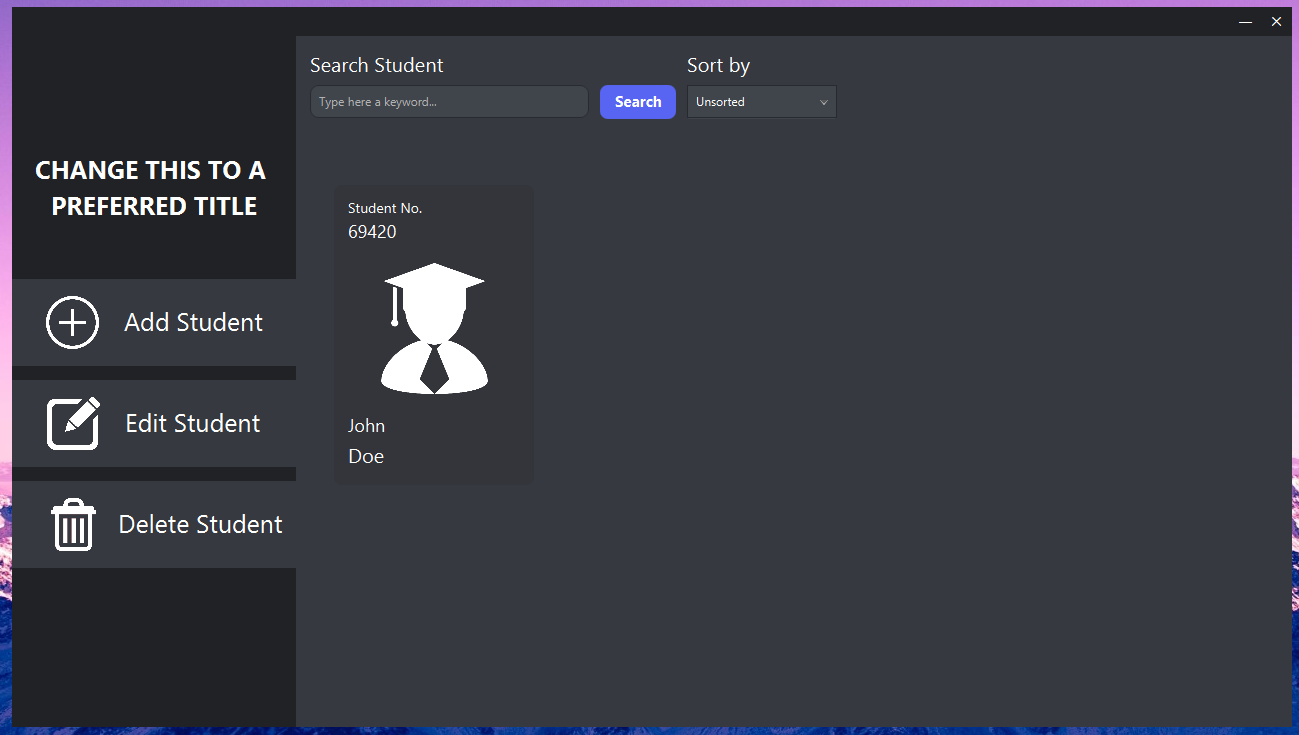 Search Student
Sort by
Type here a keyword...
Search
Unsorted
CHANGE THIS TO A
PREFERRED TITLE
Add Student
Edit Student
Delete Student
Student No.
69420
John
Doe